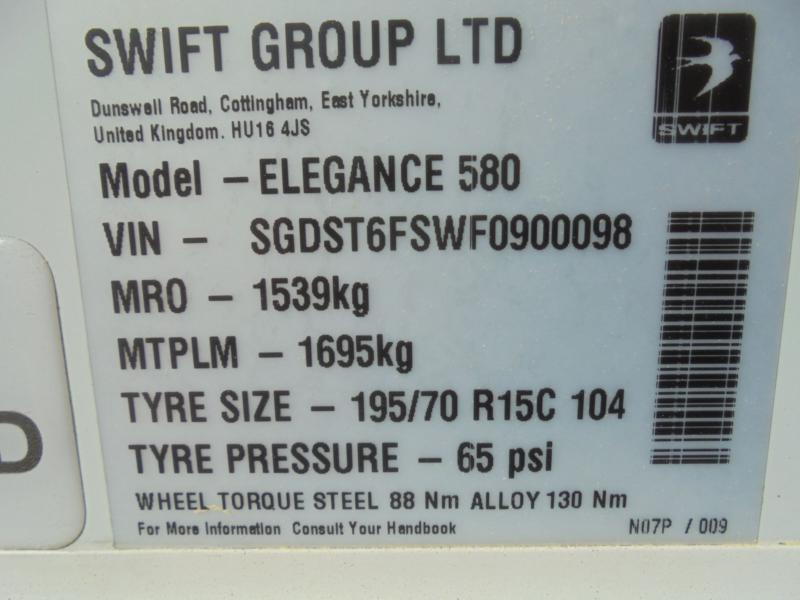 SWIFT GROUP LTD
Dunswell Road, Cottingham, East Yorkshire,
United Kingdom. HU16 4JS
SWIFT
Model – ELEGANCE 580
VIN – SGDST6FSWF0900098
MRO – 1539kg
MTPLM – 1695kg
TYRE SIZE – 195/70 R15C 104
TYRE PRESSURE – 65 psi
WHEEL TORQUE STEEL 88 Nm ALLOY 130 Nm
For More Information Consult Your Handbook
N07P / 009
D